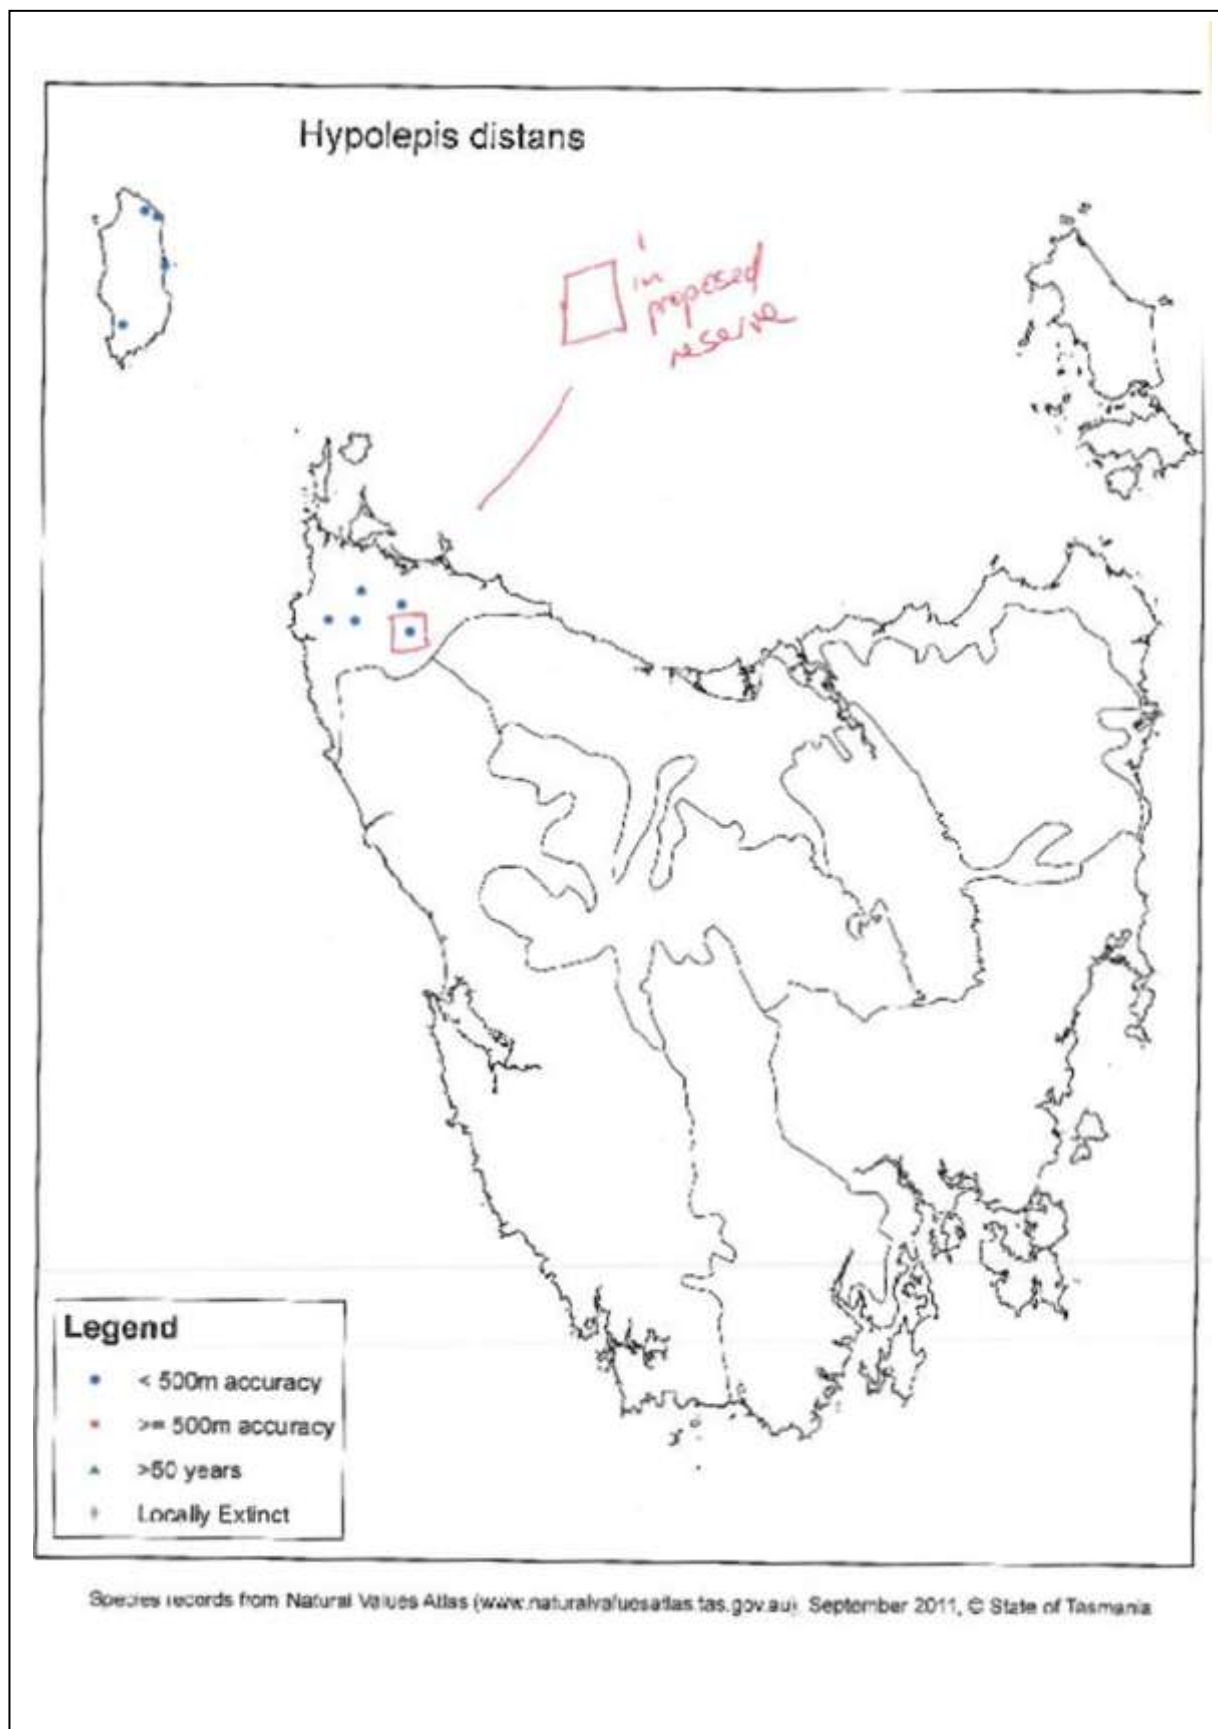 Hypolepis distans
in
proposed
reserve
Legend
< 500m accuracy
>= 500m accuracy
>50 years
Locally Extinct
Species records from Natural Values Atlas (www.naturalvaluesatlas.tas.gov.au) September 2011, © State of Tasmania